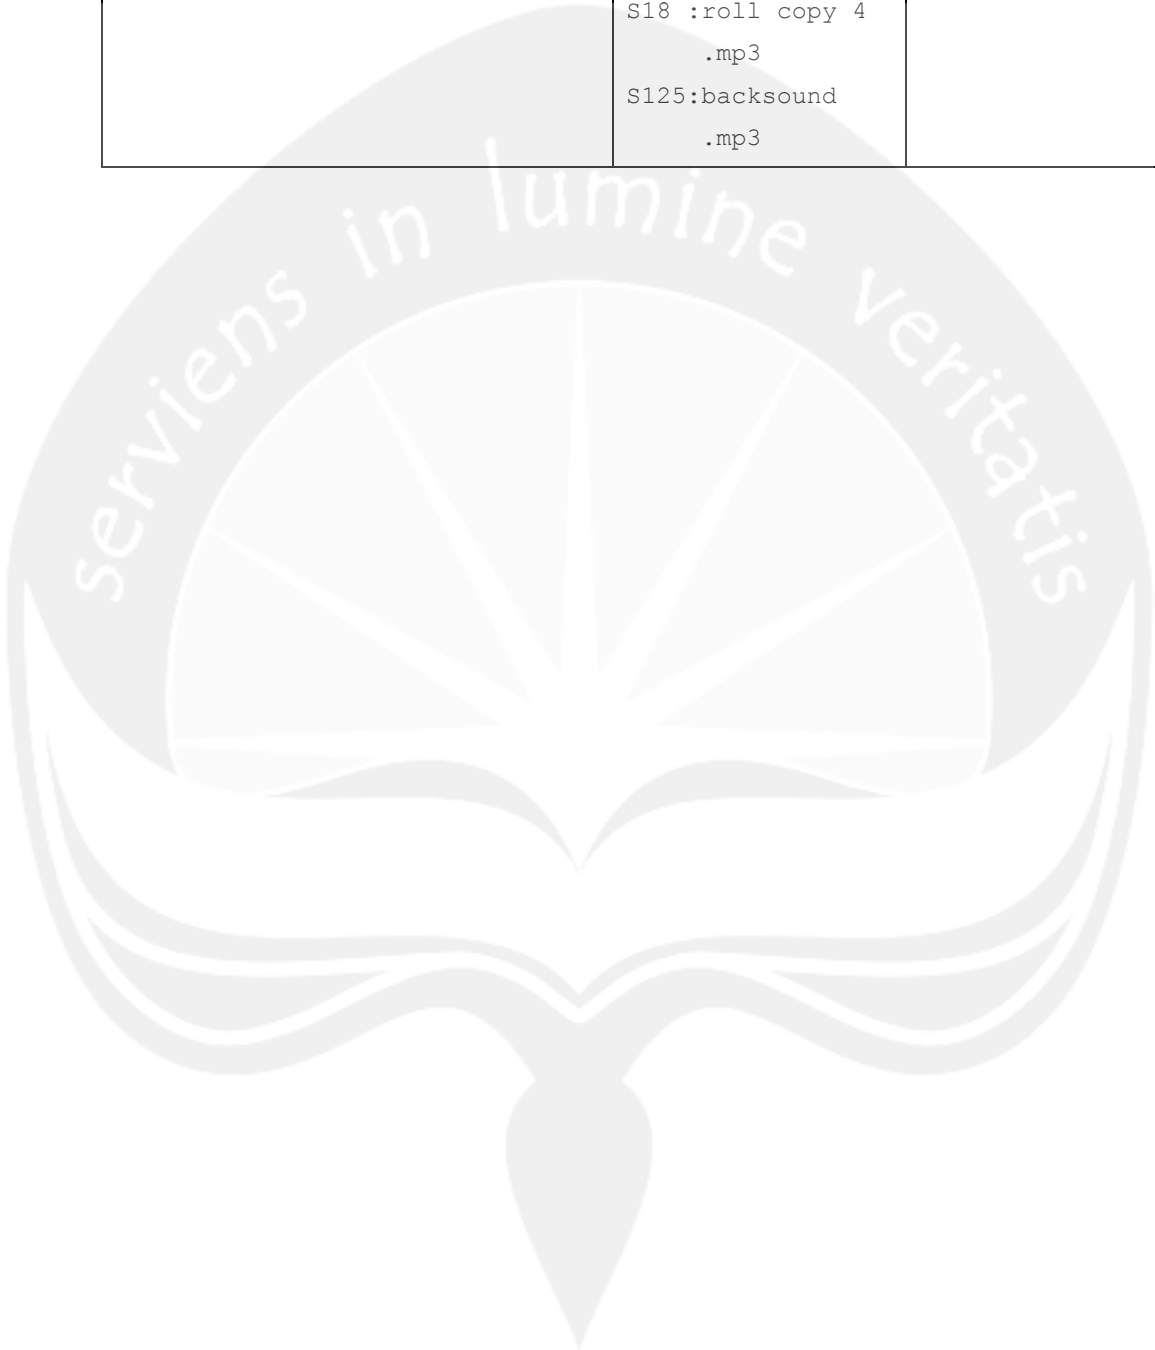 S18 :roll copy 4
.mp3
S125:backsound
.mp3
serviens in lumine veritatis